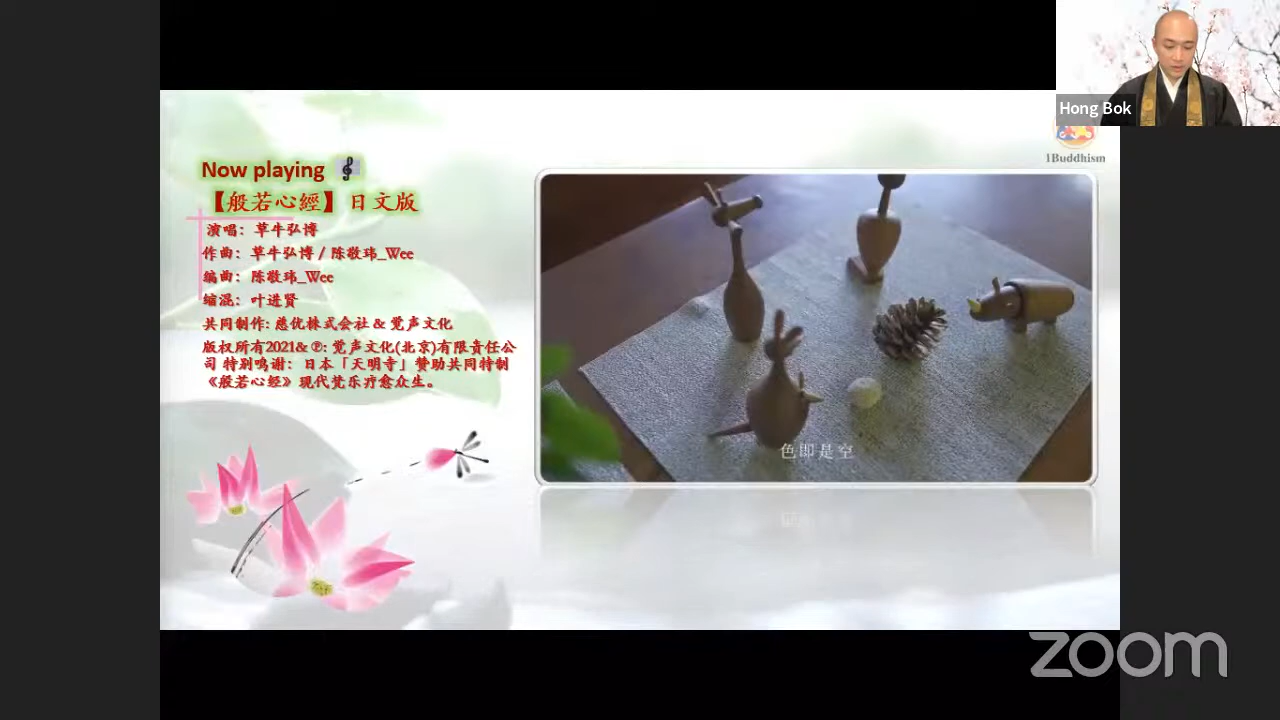 Now playing
【般若心經】日文版
演唱：草牛弘博
作曲：草牛弘博 / 陈敬玮_Wee
编曲：陈敬玮_Wee
缩混：叶进贤
共同制作: 慈优株式会社 & 觉声文化
版权所有2021& ℗: 觉声文化(北京)有限责任公
司 特别鸣谢：日本「天明寺」赞助共同特制
《般若心经》现代梵乐疗愈众生。
色即是空
Hong Bok
1Buddhism
zoom